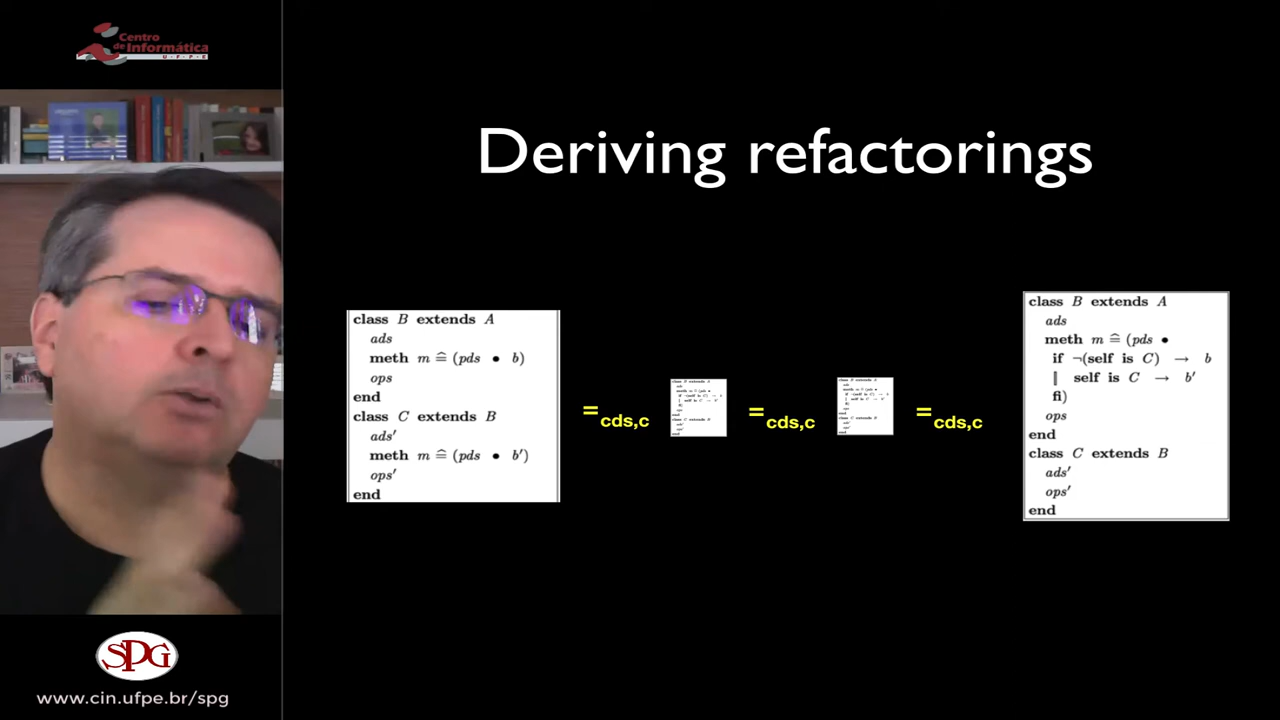 Centro
de Informática
U · F · P · E
Deriving refactorings
class B extends A
ads
meth m ≙ (pds • b)
ops
end
class C extends B
ads′
meth m ≙ (pds • b′)
ops′
end
=cds,c
=cds,c
=cds,c
class B extends A
ads
meth m ≙ (pds •
if ¬(self is C) → b
▯ self is C → b′
fi)
ops
end
class C extends B
ads′
ops′
end
SPG
www.cin.ufpe.br/spg